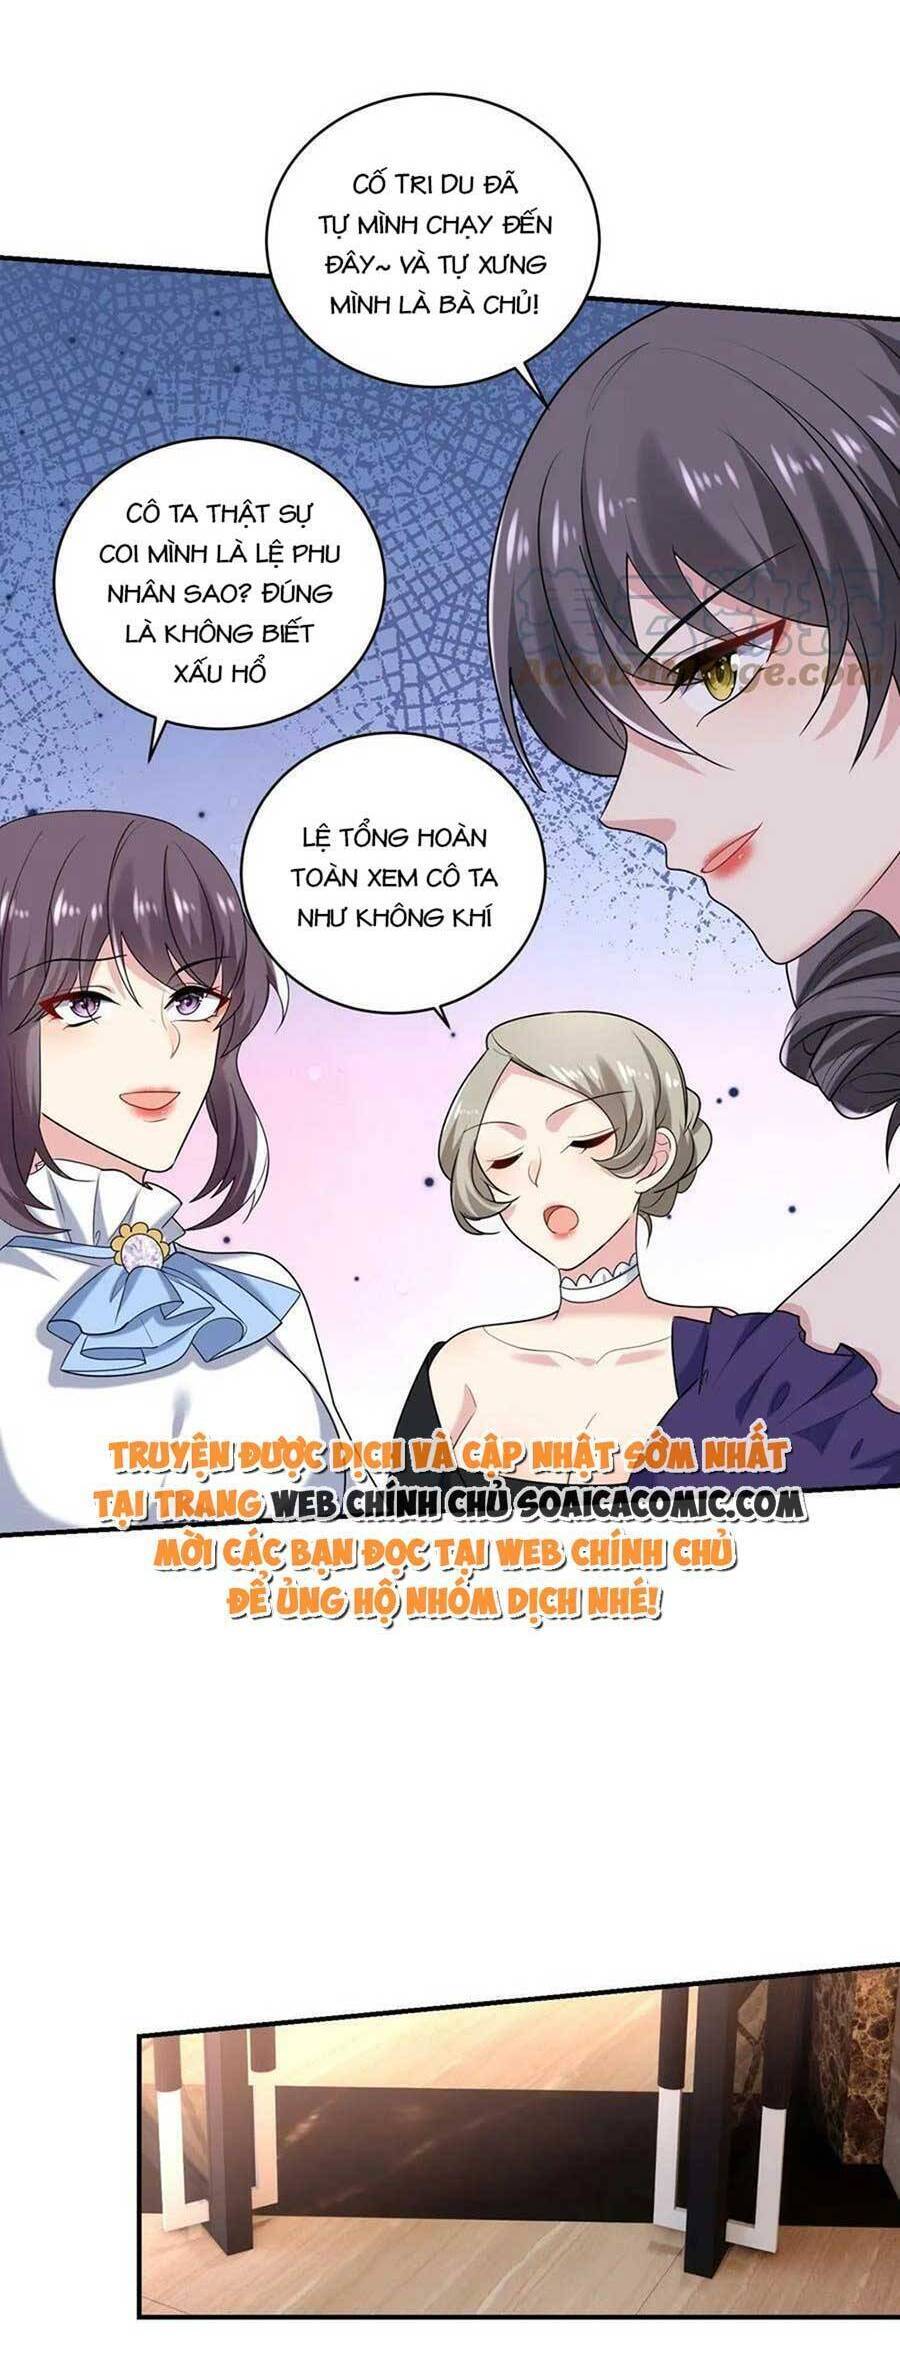 CỐ TRI DU ĐÃ
TỰ MÌNH CHẠY ĐẾN
ĐÂY~ VÀ TỰ XƯNG
MÌNH LÀ BÀ CHỦ!
CÔ TA THẬT SỰ
COI MÌNH LÀ LỆ PHU
NHÂN SAO? ĐÚNG
LÀ KHÔNG BIẾT
XẤU HỔ
LỆ TỔNG HOÀN
TOÀN XEM CÔ TA
NHƯ KHÔNG KHÍ
TRUYỆN ĐƯỢC DỊCH VÀ CẬP NHẬT SỚM NHẤT
TẠI TRANG WEB CHÍNH CHỦ SOAICACOMIC.COM
MỜI CÁC BẠN ĐỌC TẠI WEB CHÍNH CHỦ
ĐỂ ỦNG HỘ NHÓM DỊCH NHÉ!